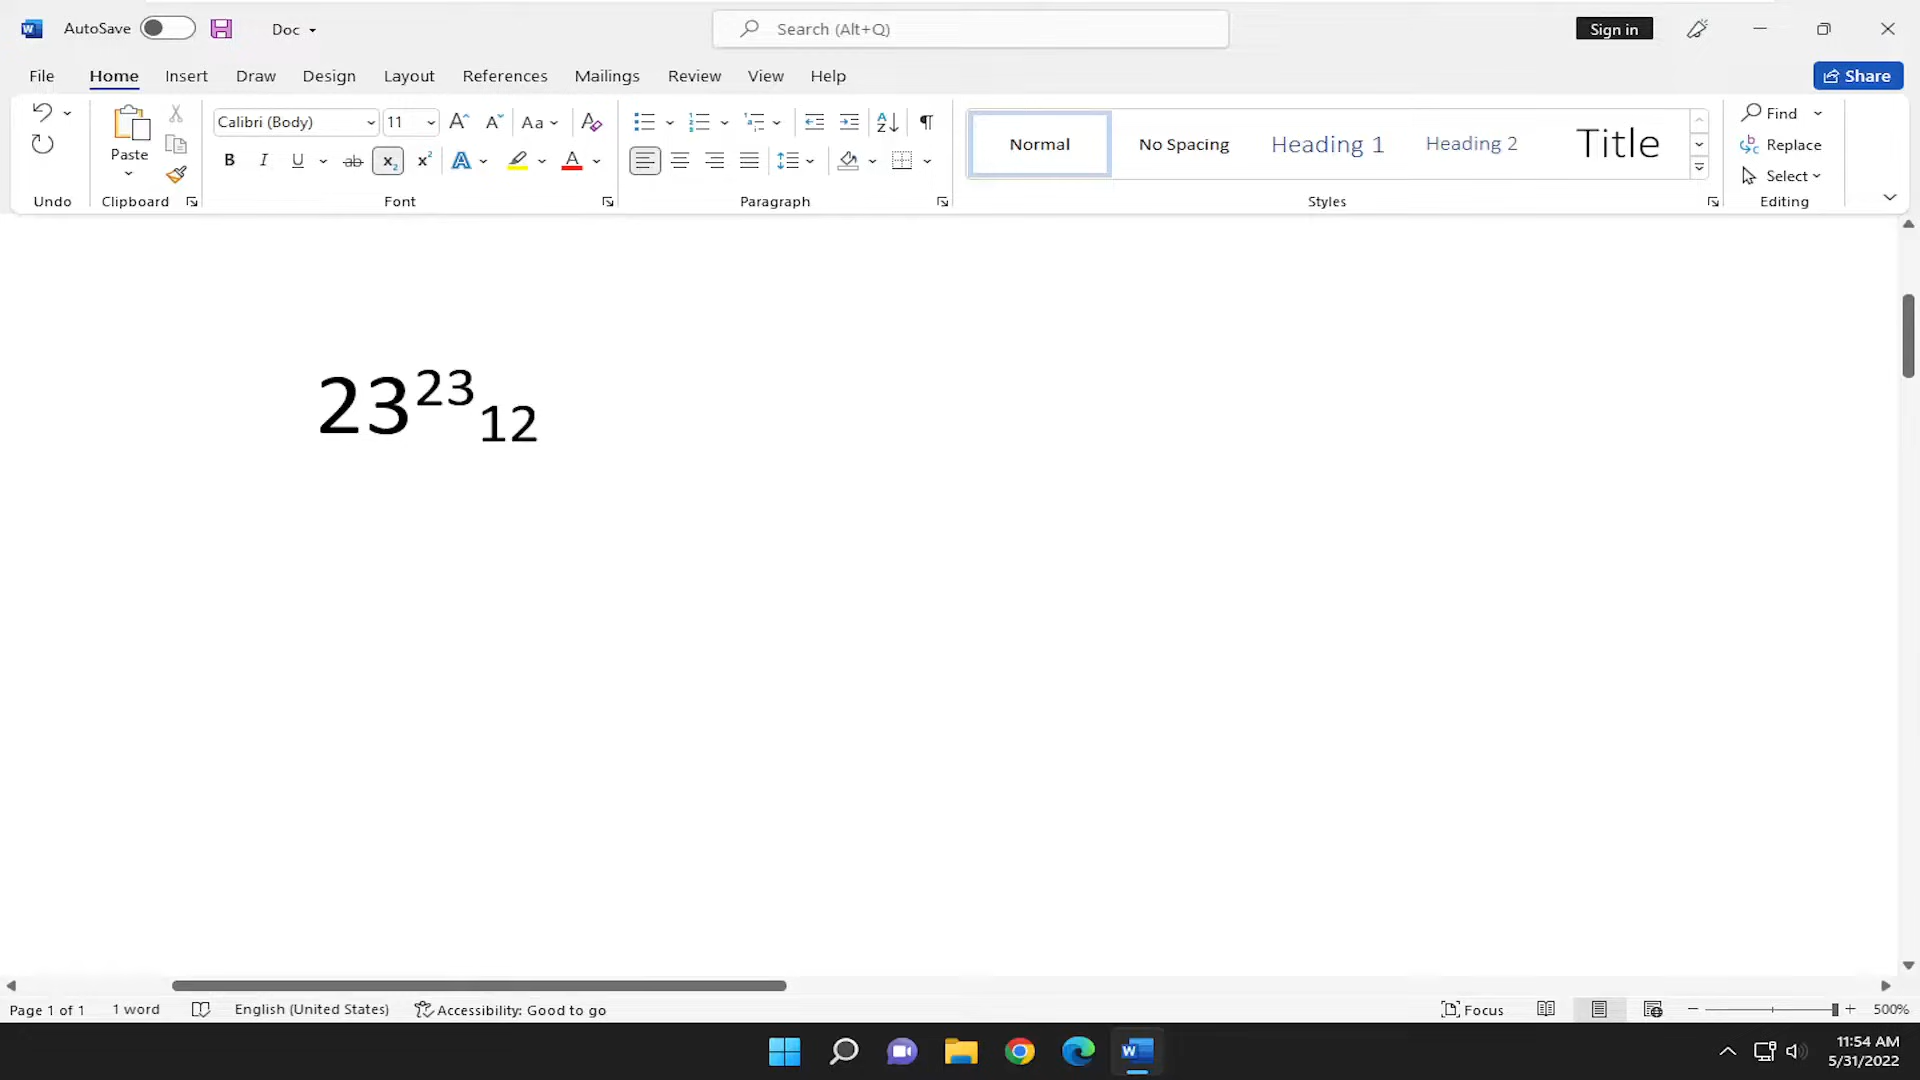 AutoSave Doc Search (Alt+Q) Sign in
File Home Insert Draw Design Layout References Mailings Review View Help Share
Paste
Calibri (Body) 11 Aa
B I U ab x₂ x² A A
Normal No Spacing Heading 1 Heading 2 Title
Find
Replace
Select
Undo Clipboard Font Paragraph Styles Editing
23²³₁₂
Page 1 of 1 1 word English (United States) Accessibility: Good to go Focus 500%
11:54 AM
5/31/2022